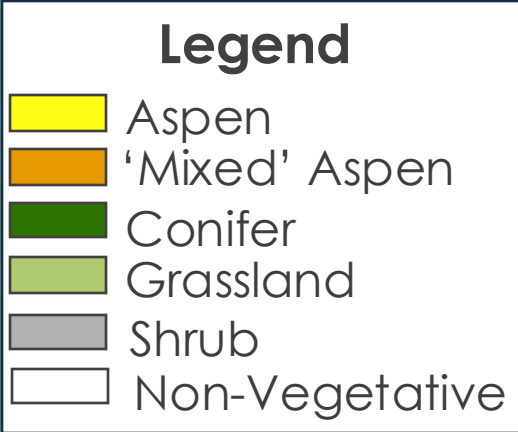 Legend
Aspen
‘Mixed’ Aspen
Conifer
Grassland
Shrub
Non-Vegetative